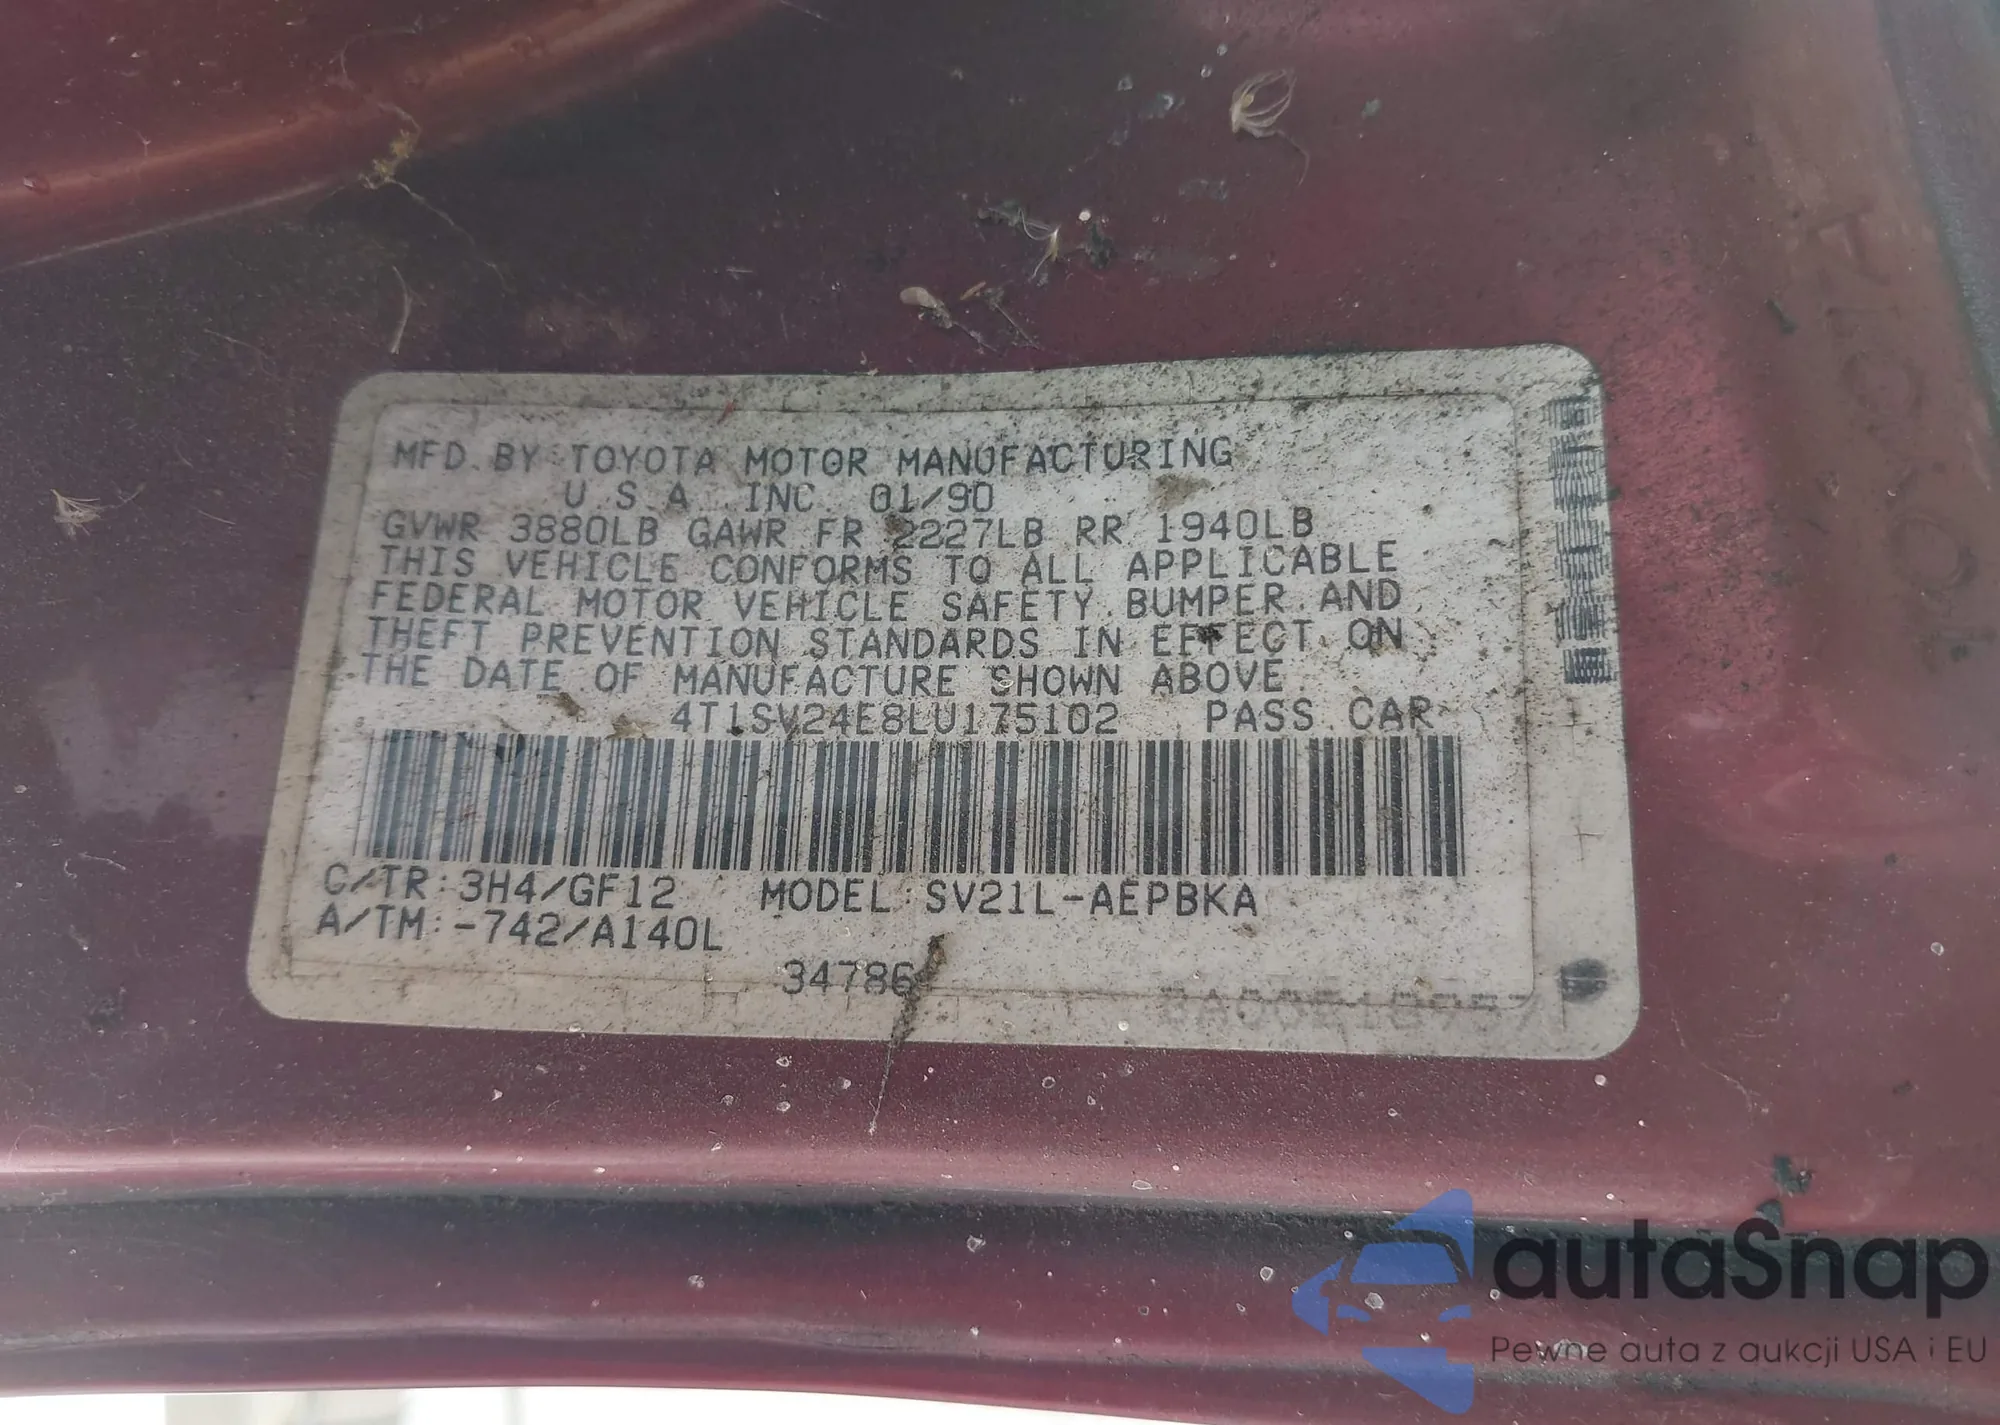 MFD. BY TOYOTA MOTOR MANUFACTURING
U.S.A. INC. 01/90
GVWR 3880LB GAWR FR 2227LB RR 1940LB
THIS VEHICLE CONFORMS TO ALL APPLICABLE
FEDERAL MOTOR VEHICLE SAFETY. BUMPER. AND
THEFT PREVENTION STANDARDS IN EFFECT ON
THE DATE OF MANUFACTURE SHOWN ABOVE.
4T1SV24E8LU175102 PASS.CAR
C/TR:3H4/GF12 MODEL:SV21L-AEPBKA
A/TM:-742/A140L
34786
autaSnap
Pewne auta z aukcji USA i EU